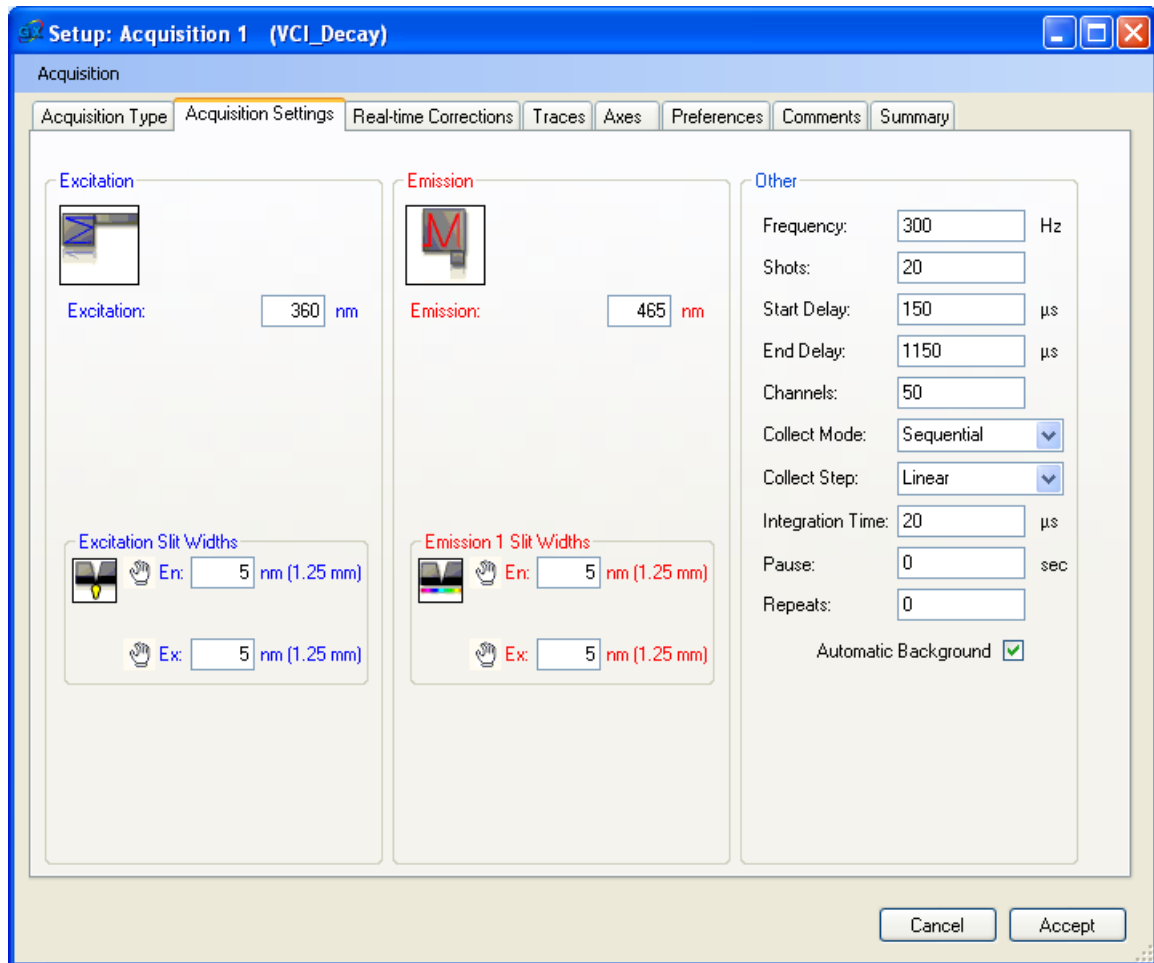 Setup: Acquisition 1 (VCI_Decay)
Acquisition
Acquisition Type
Acquisition Settings
Real-time Corrections
Traces
Axes
Preferences
Comments
Summary
Excitation
Excitation: 360 nm
Excitation Slit Widths
En: 5 nm (1.25 mm)
Ex: 5 nm (1.25 mm)
Emission
Emission: 465 nm
Emission 1 Slit Widths
En: 5 nm (1.25 mm)
Ex: 5 nm (1.25 mm)
Other
Frequency: 300 Hz
Shots: 20
Start Delay: 150 µs
End Delay: 1150 µs
Channels: 50
Collect Mode: Sequential
Collect Step: Linear
Integration Time: 20 µs
Pause: 0 sec
Repeats: 0
Automatic Background
Cancel
Accept